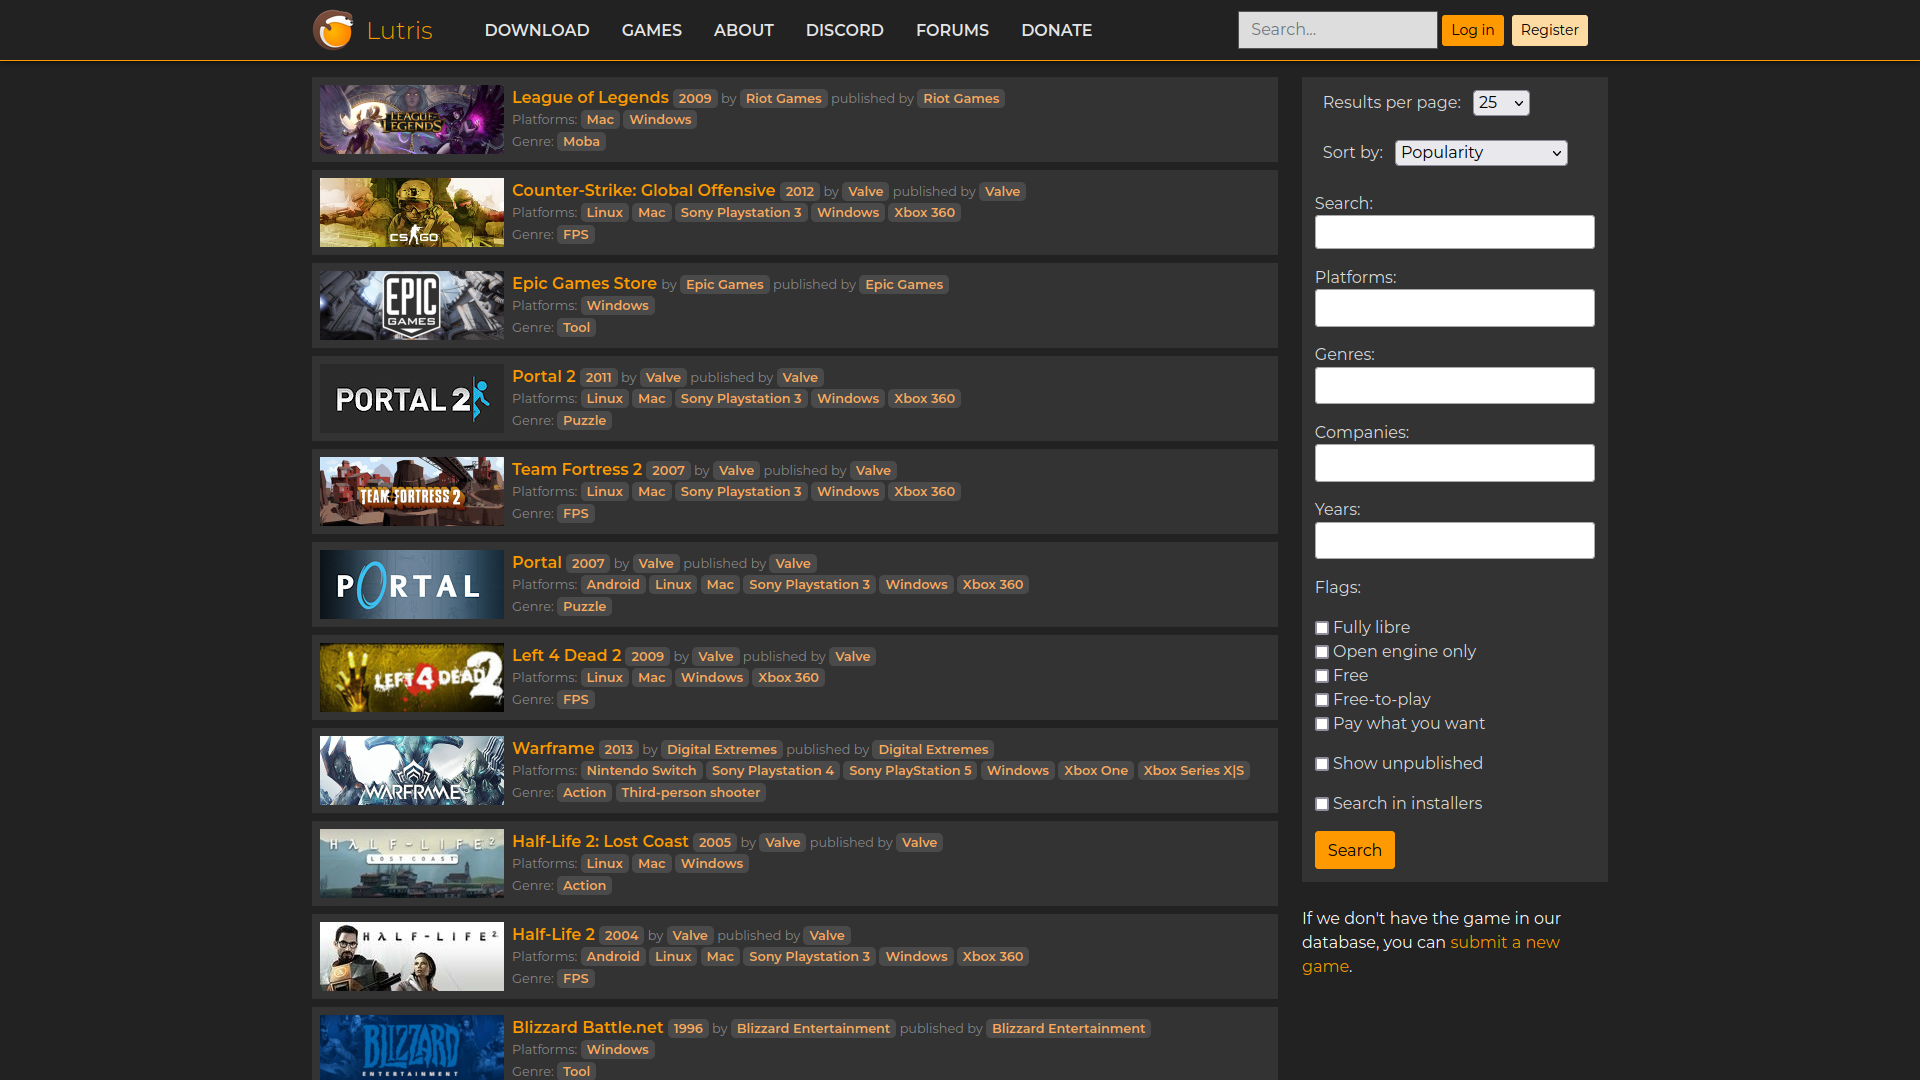 Lutris
DOWNLOAD GAMES ABOUT DISCORD FORUMS DONATE
Search...
Log in
Register
LEAGUE OF LEGENDS
League of Legends 2009 by Riot Games published by Riot Games
Platforms: Mac Windows
Genre: Moba
CS GO
Counter-Strike: Global Offensive 2012 by Valve published by Valve
Platforms: Linux Mac Sony Playstation 3 Windows Xbox 360
Genre: FPS
EPIC GAMES
Epic Games Store by Epic Games published by Epic Games
Platforms: Windows
Genre: Tool
PORTAL 2
Portal 2 2011 by Valve published by Valve
Platforms: Linux Mac Sony Playstation 3 Windows Xbox 360
Genre: Puzzle
TEAM FORTRESS 2
Team Fortress 2 2007 by Valve published by Valve
Platforms: Linux Mac Sony Playstation 3 Windows Xbox 360
Genre: FPS
PORTAL
Portal 2007 by Valve published by Valve
Platforms: Android Linux Mac Sony Playstation 3 Windows Xbox 360
Genre: Puzzle
LEFT 4 DEAD 2
Left 4 Dead 2 2009 by Valve published by Valve
Platforms: Linux Mac Windows Xbox 360
Genre: FPS
WARFRAME
Warframe 2013 by Digital Extremes published by Digital Extremes
Platforms: Nintendo Switch Sony Playstation 4 Sony PlayStation 5 Windows Xbox One Xbox Series X|S
Genre: Action Third-person shooter
HλLF-LIFE²
LOST COAST
Half-Life 2: Lost Coast 2005 by Valve published by Valve
Platforms: Linux Mac Windows
Genre: Action
HλLF-LIFE²
Half-Life 2 2004 by Valve published by Valve
Platforms: Android Linux Mac Sony Playstation 3 Windows Xbox 360
Genre: FPS
BLIZZARD
ENTERTAINMENT
Blizzard Battle.net 1996 by Blizzard Entertainment published by Blizzard Entertainment
Platforms: Windows
Genre: Tool
Results per page: 25
Sort by: Popularity
Search:
Platforms:
Genres:
Companies:
Years:
Flags:
Fully libre
Open engine only
Free
Free-to-play
Pay what you want
Show unpublished
Search in installers
Search
If we don't have the game in our
database, you can submit a new
game.